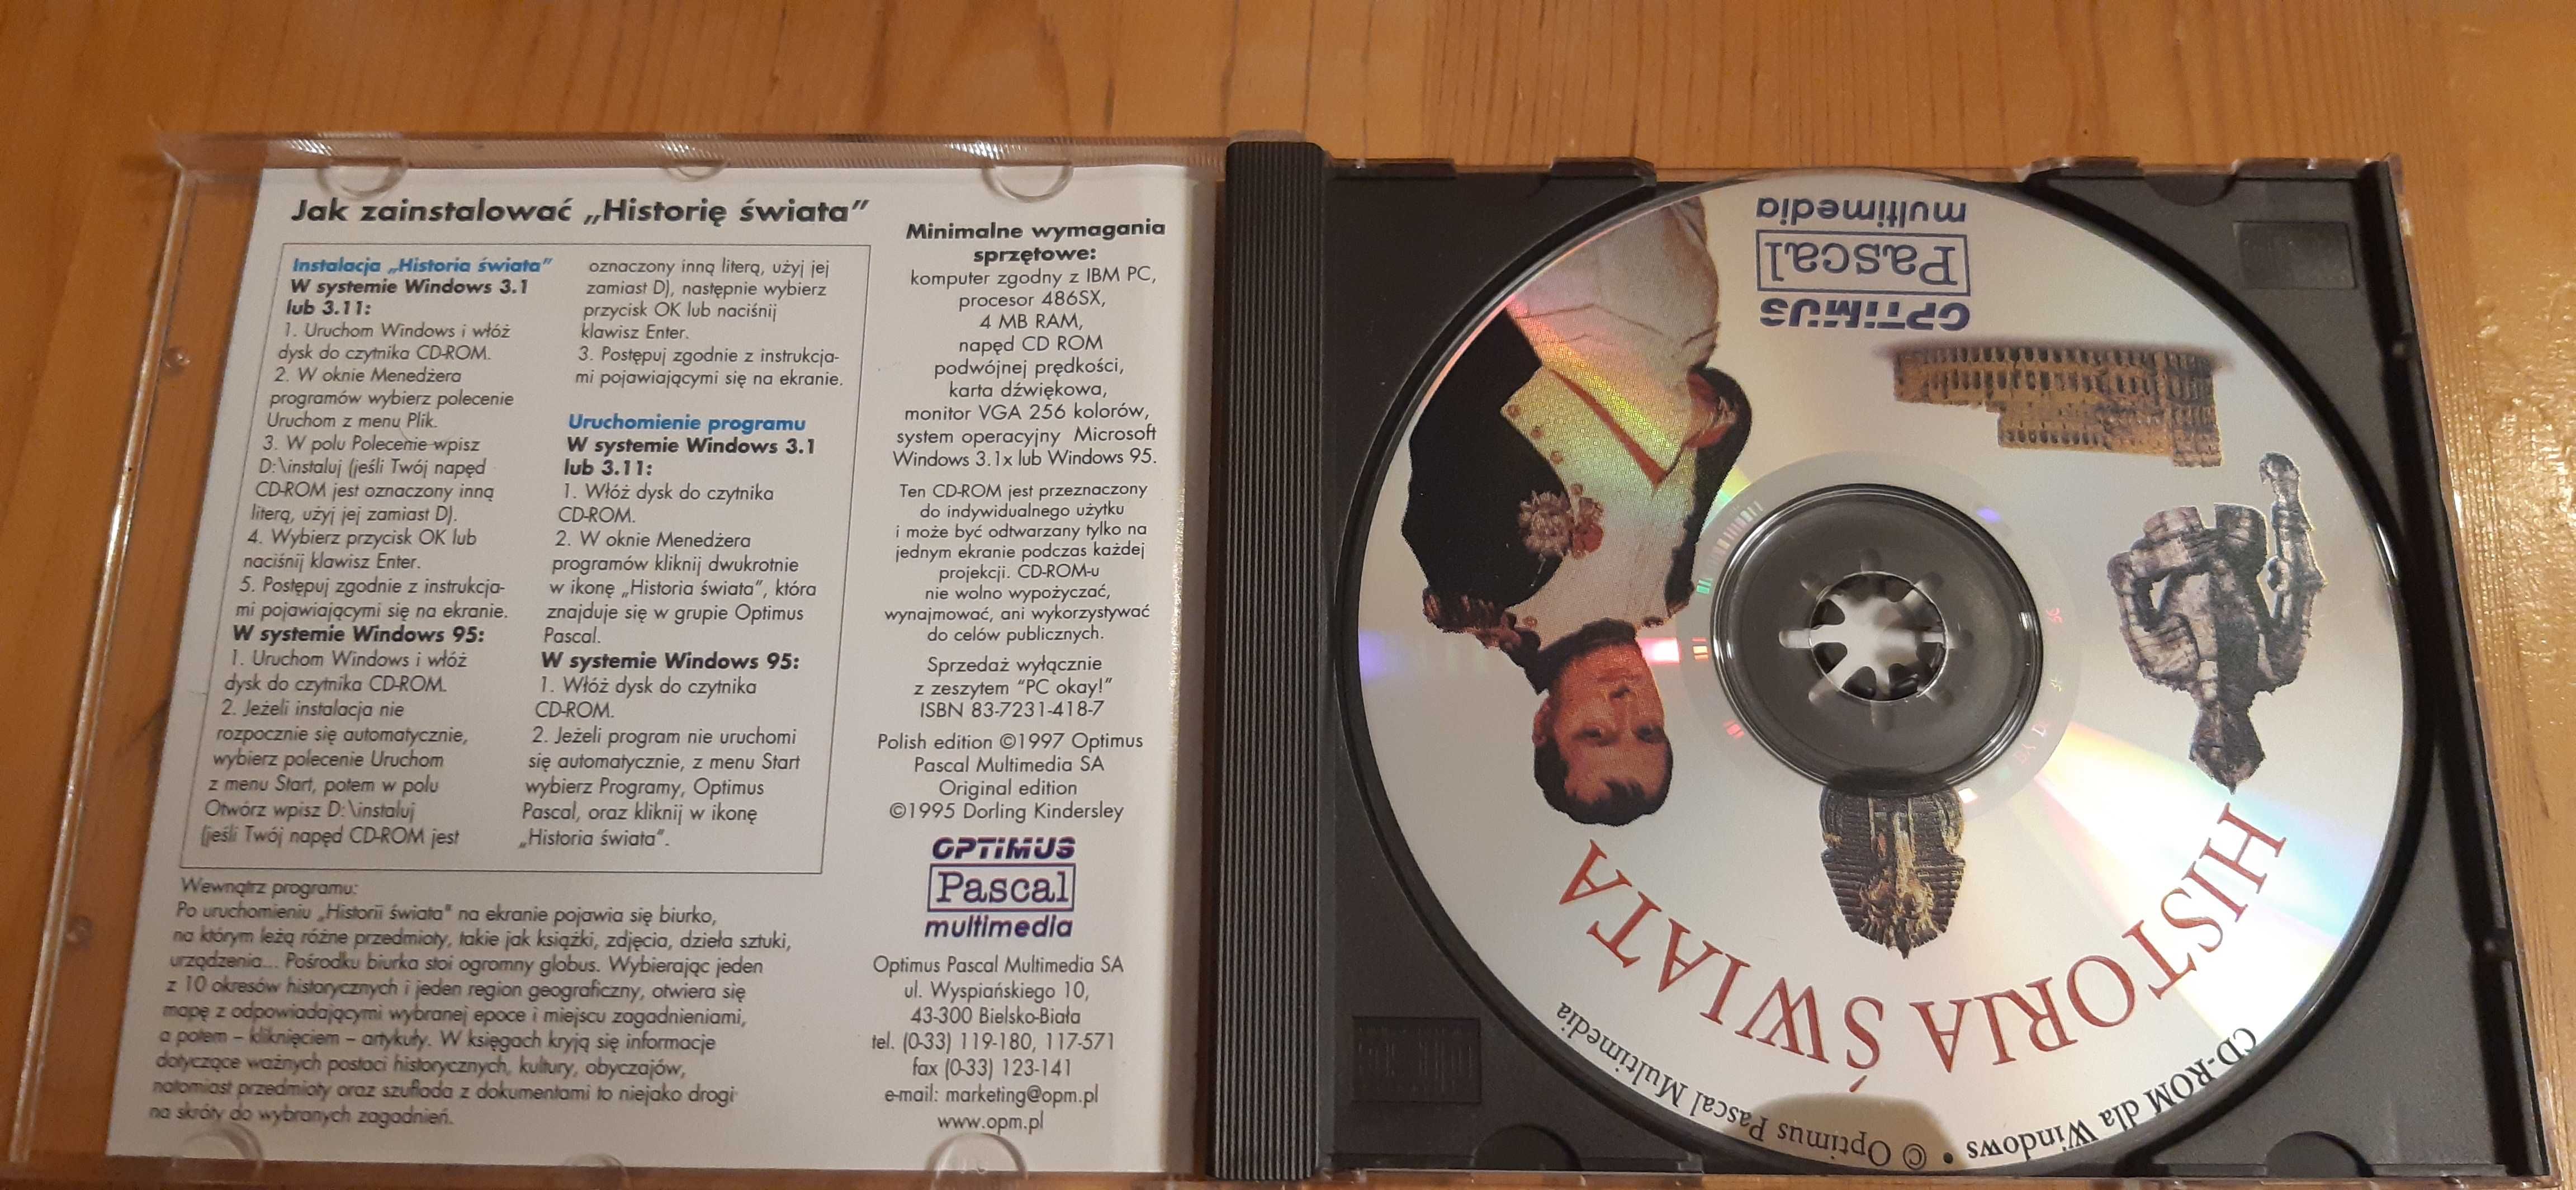 Jak zainstalować „Historię świata”
Instalacja „Historia świata”
W systemie Windows 3.1
lub 3.11:
1. Uruchom Windows i włóż
dysk do czytnika CD-ROM.
2. W oknie Menedżera
programów wybierz polecenie
Uruchom z menu Plik.
3. W polu Polecenie wpisz
D:\instaluj (jeśli Twój napęd
CD-ROM jest oznaczony inną
literą, użyj jej zamiast D).
4. Wybierz przycisk OK lub
naciśnij klawisz Enter.
5. Postępuj zgodnie z instrukcja-
mi pojawiającymi się na ekranie.
W systemie Windows 95:
1. Uruchom Windows i włóż
dysk do czytnika CD-ROM.
2. Jeżeli instalacja nie
rozpocznie się automatycznie,
wybierz polecenie Uruchom
z menu Start, potem w polu
Otwórz wpisz D:\instaluj
(jeśli Twój napęd CD-ROM jest
oznaczony inną literą, użyj jej
zamiast D), następnie wybierz
przycisk OK lub naciśnij
klawisz Enter.
3. Postępuj zgodnie z instrukcja-
mi pojawiającymi się na ekranie.
Uruchomienie programu
W systemie Windows 3.1
lub 3.11:
1. Włóż dysk do czytnika
CD-ROM.
2. W oknie Menedżera
programów kliknij dwukrotnie
w ikonę „Historia świata”, która
znajduje się w grupie Optimus
Pascal.
W systemie Windows 95:
1. Włóż dysk do czytnika
CD-ROM.
2. Jeżeli program nie uruchomi
się automatycznie, z menu Start
wybierz Programy, Optimus
Pascal, oraz kliknij w ikonę
„Historia świata”.
Wewnątrz programu:
Po uruchomieniu „Historii świata” na ekranie pojawia się biurko,
na którym leżą różne przedmioty, takie jak książki, zdjęcia, dzieła sztuki,
urządzenia... Pośrodku biurka stoi ogromny globus. Wybierając jeden
z 10 okresów historycznych i jeden region geograficzny, otwiera się
mapę z odpowiadającymi wybranej epoce i miejscu zagadnieniami,
a potem – kliknięciem – artykuły. W księgach kryją się informacje
dotyczące ważnych postaci historycznych, kultury, obyczajów,
natomiast przedmioty oraz szuflada z dokumentami to niejako drogi
na skróty do wybranych zagadnień.
Minimalne wymagania
sprzętowe:
komputer zgodny z IBM PC,
procesor 486SX,
4 MB RAM,
napęd CD ROM
podwójnej prędkości,
karta dźwiękowa,
monitor VGA 256 kolorów,
system operacyjny Microsoft
Windows 3.1x lub Windows 95.
Ten CD-ROM jest przeznaczony
do indywidualnego użytku
i może być odtwarzany tylko na
jednym ekranie podczas każdej
projekcji. CD-ROM-u
nie wolno wypożyczać,
wynajmować, ani wykorzystywać
do celów publicznych.
Sprzedaż wyłącznie
z zeszytem “PC okay!”
ISBN 83-7231-418-7
Polish edition ©1997 Optimus
Pascal Multimedia SA
Original edition
©1995 Dorling Kindersley
OPTIMUS
Pascal
multimedia
Optimus Pascal Multimedia SA
ul. Wyspiańskiego 10,
43-300 Bielsko-Biała
tel. (0-33) 119-180, 117-571
fax (0-33) 123-141
e-mail: marketing@opm.pl
www.opm.pl
OPTIMUS
Pascal
multimedia
HISTORIA ŚWIATA
CD-ROM dla Windows • © Optimus Pascal Multimedia